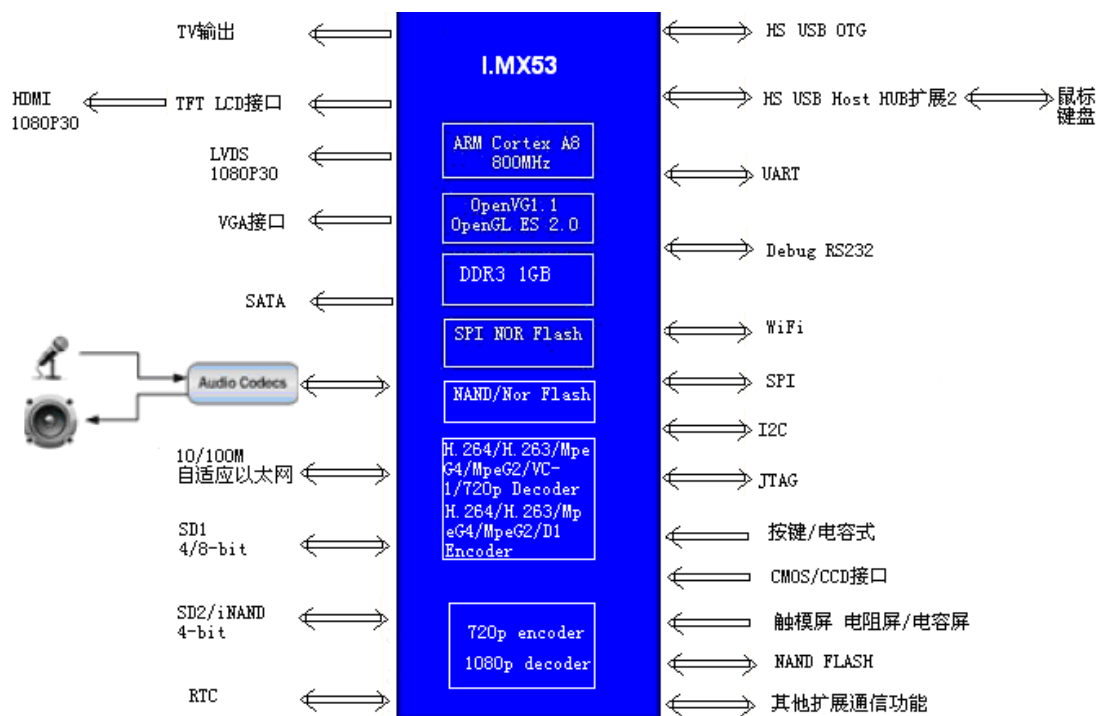 TV输出
HDMI
1080P30
TFT LCD接口
LVDS
1080P30
VGA接口
SATA
Audio Codecs
10/100M
自适应以太网
SD1
4/8-bit
SD2/iNAND
4-bit
RTC
I.MX53
ARM Cortex A8
800MHz
OpenVG1.1
OpenGL ES 2.0
DDR3 1GB
SPI NOR Flash
NAND/Nor Flash
H.264/H.263/Mpe
G4/MpeG2/VC-
1/720p Decoder
H.264/H.263/Mp
eG4/MpeG2/D1
Encoder
720p encoder
1080p decoder
HS USB OTG
HS USB Host HUB扩展2
鼠标
键盘
UART
Debug RS232
WiFi
SPI
I2C
JTAG
按键/电容式
CMOS/CCD接口
触模屏 电阻屏/电容屏
NAND FLASH
其他扩展通信功能